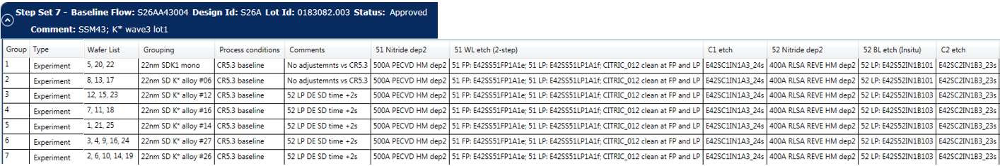 Step Set 7 - Baseline Flow: S26AA43004 Design Id: S26A Lot Id: 0183082.003 Status: Approved
Comment: SSM43; K* wave3 lot1
Group Type Wafer List Grouping Process conditions Comments 51 Nitride dep2 51 WL etch (2-step) C1 etch 52 Nitride dep2 52 BL etch (Insitu) C2 etch
1 Experiment 5, 20, 22 22nm SDK1 mono CR5.3 baseline No adjustemnts vs CR5.3 500A PECVD HM dep2 51 FP: E42SS51FP1A1e; 51 LP: E42SS51LP1A1f; CITRIC_012 clean at FP and LP E42SC1IN1A3_24s 400A RLSA REVE HM dep2 52 LP: E42S52IN1B101 E42SC2IN1B3_23s
2 Experiment 8, 13, 17 22nm SD K* alloy #06 CR5.3 baseline No adjustemnts vs CR5.3 500A PECVD HM dep2 51 FP: E42SS51FP1A1e; 51 LP: E42SS51LP1A1f; CITRIC_012 clean at FP and LP E42SC1IN1A3_24s 400A RLSA REVE HM dep2 52 LP: E42S52IN1B101 E42SC2IN1B3_23s
3 Experiment 12, 15, 23 22nm SD K* alloy #12 CR5.3 baseline 52 LP DE SD time +2s 500A PECVD HM dep2 51 FP: E42SS51FP1A1e; 51 LP: E42SS51LP1A1f; CITRIC_012 clean at FP and LP E42SC1IN1A3_24s 400A RLSA REVE HM dep2 52 LP: E42S52IN1B103 E42SC2IN1B3_23s
4 Experiment 7, 11, 18 22nm SD K* alloy #16 CR5.3 baseline 52 LP DE SD time +2s 500A PECVD HM dep2 51 FP: E42SS51FP1A1e; 51 LP: E42SS51LP1A1f; CITRIC_012 clean at FP and LP E42SC1IN1A3_24s 400A RLSA REVE HM dep2 52 LP: E42S52IN1B103 E42SC2IN1B3_23s
5 Experiment 1, 21, 25 22nm SD K* alloy #14 CR5.3 baseline 52 LP DE SD time +2s 500A PECVD HM dep2 51 FP: E42SS51FP1A1e; 51 LP: E42SS51LP1A1f; CITRIC_012 clean at FP and LP E42SC1IN1A3_24s 400A RLSA REVE HM dep2 52 LP: E42S52IN1B103 E42SC2IN1B3_23s
6 Experiment 3, 4, 9, 16, 24 22nm SD K* alloy #27 CR5.3 baseline 52 LP DE SD time +2s 500A PECVD HM dep2 51 FP: E42SS51FP1A1e; 51 LP: E42SS51LP1A1f; CITRIC_012 clean at FP and LP E42SC1IN1A3_24s 400A RLSA REVE HM dep2 52 LP: E42S52IN1B103 E42SC2IN1B3_23s
7 Experiment 2, 6, 10, 14, 19 22nm SD K* alloy #26 CR5.3 baseline 52 LP DE SD time +2s 500A PECVD HM dep2 51 FP: E42SS51FP1A1e; 51 LP: E42SS51LP1A1f; CITRIC_012 clean at FP and LP E42SC1IN1A3_24s 400A RLSA REVE HM dep2 52 LP: E42S52IN1B103 E42SC2IN1B3_23s